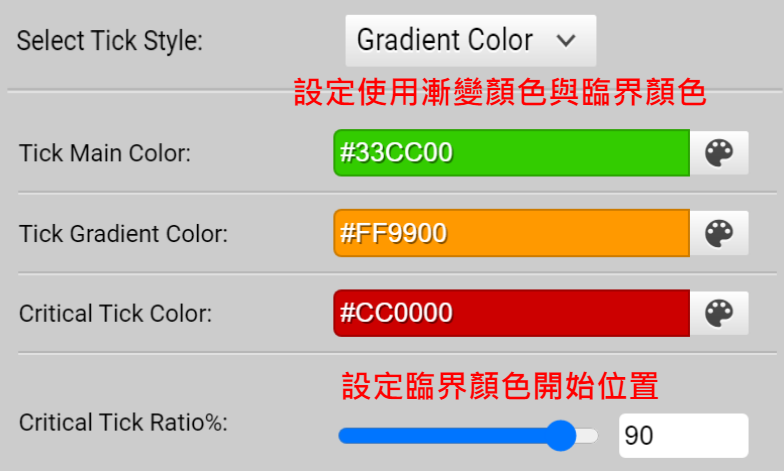 Select Tick Style: Gradient Color
設定使用漸變顏色與臨界顏色
Tick Main Color: #33CC00
Tick Gradient Color: #FF9900
Critical Tick Color: #CC0000
設定臨界顏色開始位置
Critical Tick Ratio%: 90